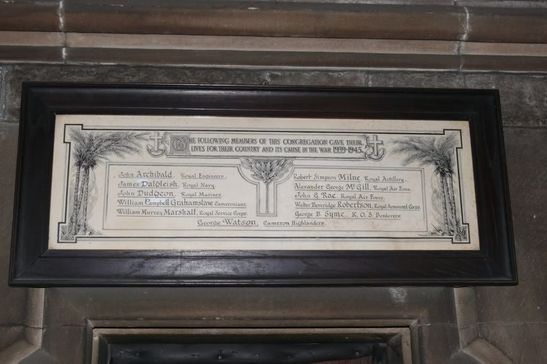 THE FOLLOWING MEMBERS OF THIS CONGREGATION GAVE THEIR
LIVES FOR THEIR COUNTRY AND ITS CAUSE IN THE WAR 1939-1945.
John Archibald Royal Engineers.
James Dalgleish, Royal Navy.
John Dudgeon, Royal Marines.
William Campbell Grahamslaw Cameronians.
William Murray Marshall, Royal Service Corps.
Robert Simpson Milne Royal Artillery.
Alexander George McGill, Royal Air Force.
John G Rae, Royal Air Force.
Walter Beveridge Robertson, Royal Armoured Corps.
George B Syme, K. O. S. Borderers.
George Watson, Cameron Highlanders.